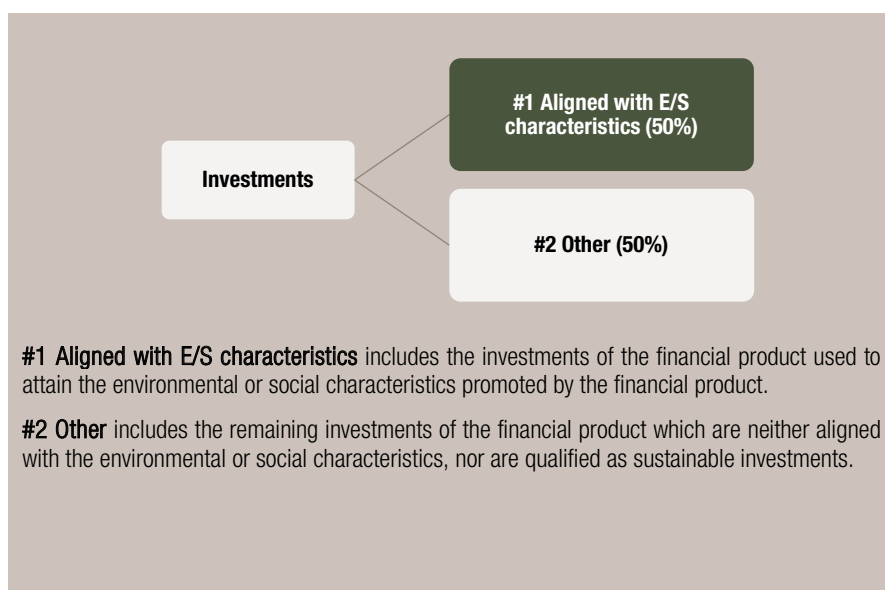 #1 Aligned with E/S
characteristics (50%)
Investments
#2 Other (50%)
#1 Aligned with E/S characteristics includes the investments of the financial product used to
attain the environmental or social characteristics promoted by the financial product.
#2 Other includes the remaining investments of the financial product which are neither aligned
with the environmental or social characteristics, nor are qualified as sustainable investments.